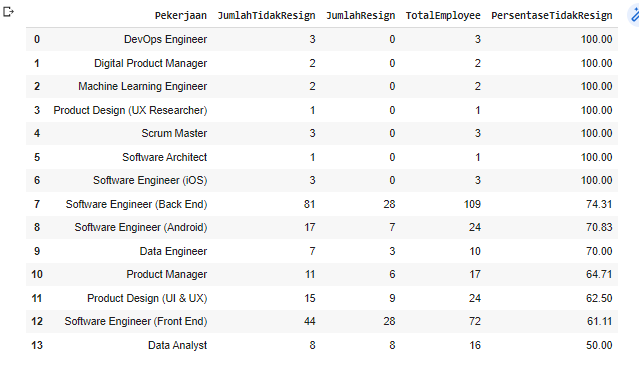 Pekerjaan JumlahTidakResign JumlahResign TotalEmployee PersentaseTidakResign
0 DevOps Engineer 3 0 3 100.00
1 Digital Product Manager 2 0 2 100.00
2 Machine Learning Engineer 2 0 2 100.00
3 Product Design (UX Researcher) 1 0 1 100.00
4 Scrum Master 3 0 3 100.00
5 Software Architect 1 0 1 100.00
6 Software Engineer (iOS) 3 0 3 100.00
7 Software Engineer (Back End) 81 28 109 74.31
8 Software Engineer (Android) 17 7 24 70.83
9 Data Engineer 7 3 10 70.00
10 Product Manager 11 6 17 64.71
11 Product Design (UI & UX) 15 9 24 62.50
12 Software Engineer (Front End) 44 28 72 61.11
13 Data Analyst 8 8 16 50.00